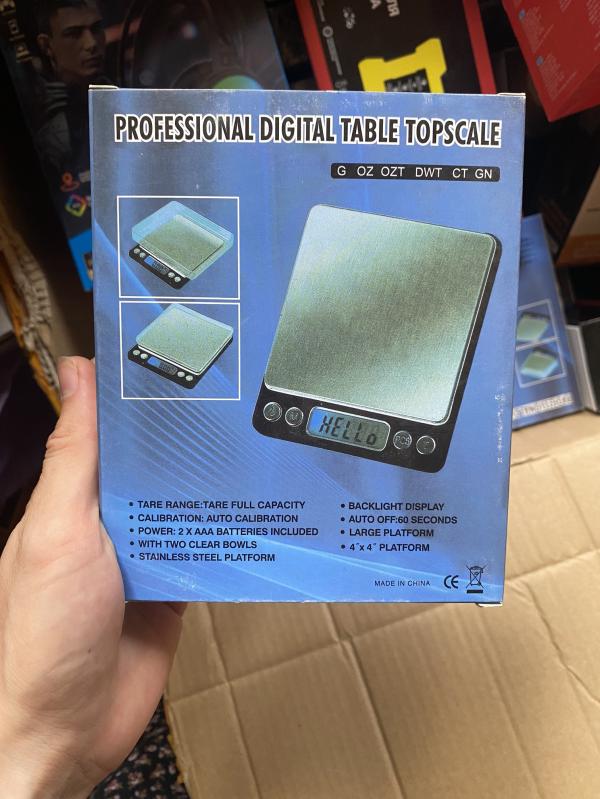 PROFESSIONAL DIGITAL TABLE TOPSCALE
G OZ OZT DWT CT GN
HELLo
• TARE RANGE:TARE FULL CAPACITY
• CALIBRATION: AUTO CALIBRATION
• POWER: 2 X AAA BATTERIES INCLUDED
• WITH TWO CLEAR BOWLS
• STAINLESS STEEL PLATFORM
• BACKLIGHT DISPLAY
• AUTO OFF:60 SECONDS
• LARGE PLATFORM
• 4"x 4" PLATFORM
MADE IN CHINA CE